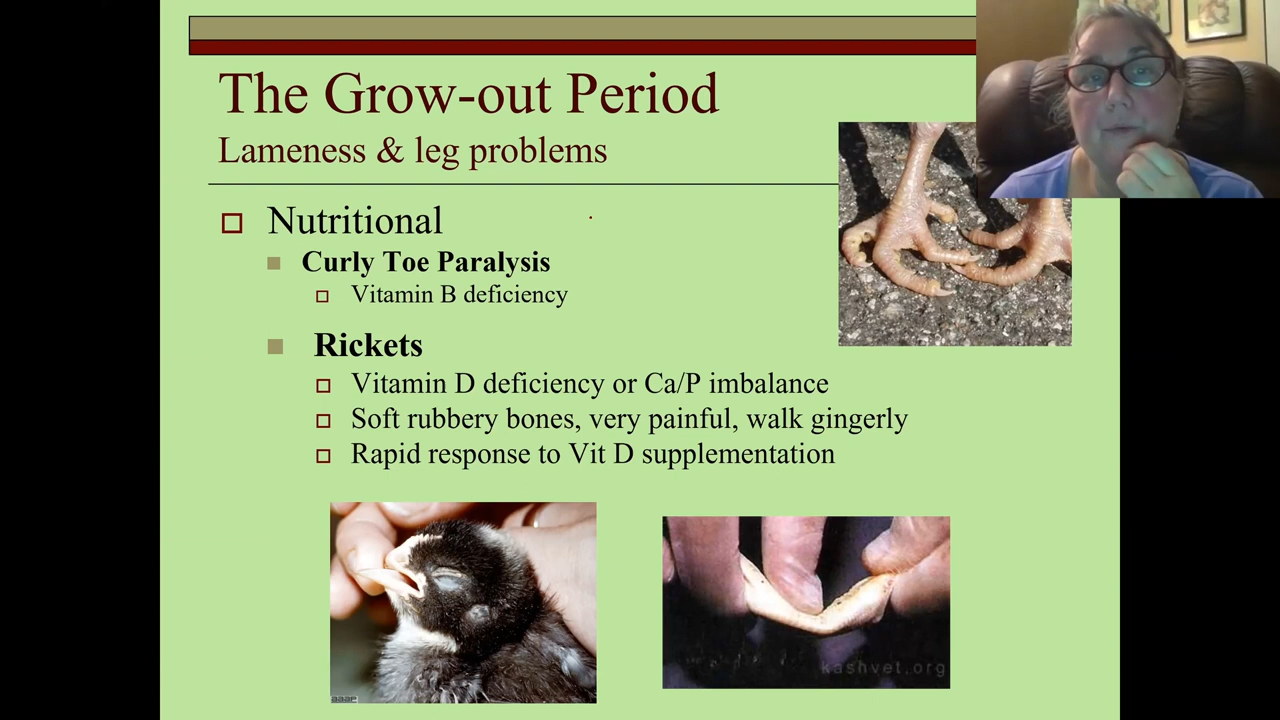 The Grow-out Period
Lameness & leg problems
Nutritional
Curly Toe Paralysis
Vitamin B deficiency
Rickets
Vitamin D deficiency or Ca/P imbalance
Soft rubbery bones, very painful, walk gingerly
Rapid response to Vit D supplementation
aaap
kashvet.org